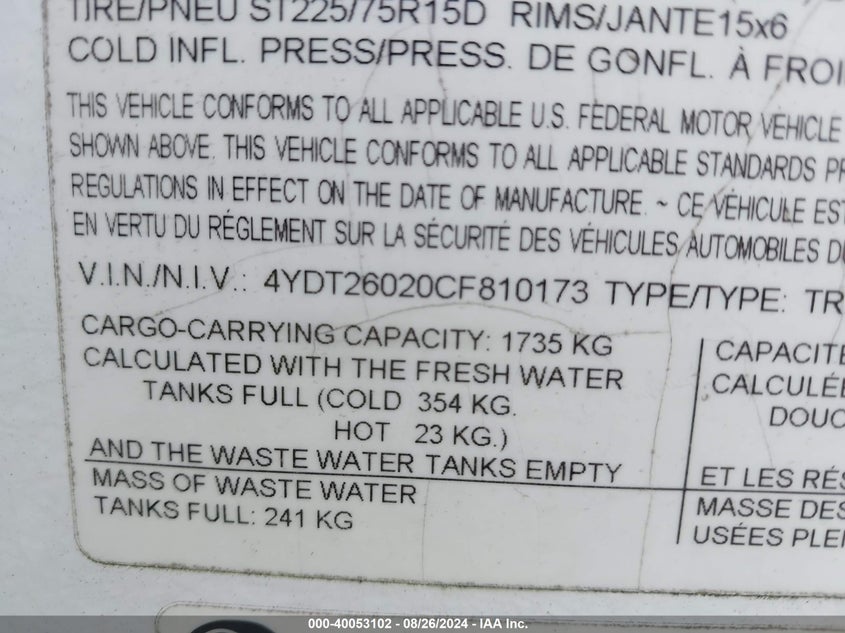 TIRE/PNEU ST225/75R15D RIMS/JANTE15x6
COLD INFL. PRESS/PRESS. DE GONFL. À FROI
THIS VEHICLE CONFORMS TO ALL APPLICABLE U.S. FEDERAL MOTOR VEHICLE
SHOWN ABOVE. THIS VEHICLE CONFORMS TO ALL APPLICABLE STANDARDS PR
REGULATIONS IN EFFECT ON THE DATE OF MANUFACTURE. ~ CE VÉHICULE EST
EN VERTU DU RÉGLEMENT SUR LA SÉCURITÉ DES VÉHICULES AUTOMOBILES DU
V.I.N./N.I.V.: 4YDT26020CF810173 TYPE/TYPE: TR
CARGO-CARRYING CAPACITY: 1735 KG
CALCULATED WITH THE FRESH WATER
TANKS FULL (COLD 354 KG.
HOT 23 KG.)
AND THE WASTE WATER TANKS EMPTY
MASS OF WASTE WATER
TANKS FULL: 241 KG
CAPACITÉ
CALCULÉE
DOUC
ET LES RÉS
MASSE DES
USÉES PLEI
000-40053102 - 08/26/2024 - IAA Inc.